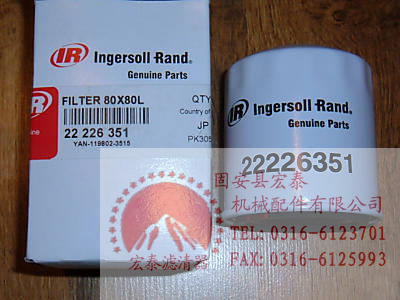 IR Ingersoll Rand®
Genuine Parts
FILTER 80X80L
QTY
Country of
22 226 351
JP
YAN-119802-3515
PK305
ine
IR Ingersoll Rand®
Genuine Parts
22226351
固安县宏泰
机械配件有限公司
TEL: 0316-6123701
FAX: 0316-6125993
宏泰滤清器